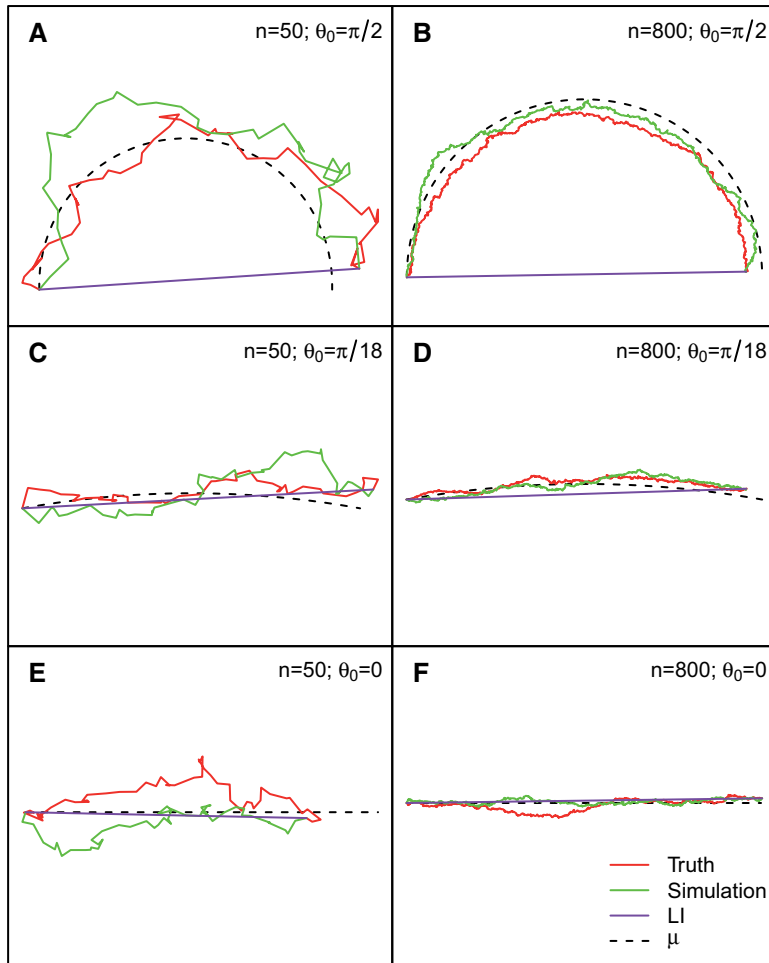 A
n=50; θ₀=π/2
B
n=800; θ₀=π/2
C
n=50; θ₀=π/18
D
n=800; θ₀=π/18
E
n=50; θ₀=0
F
n=800; θ₀=0
Truth
Simulation
LI
μ